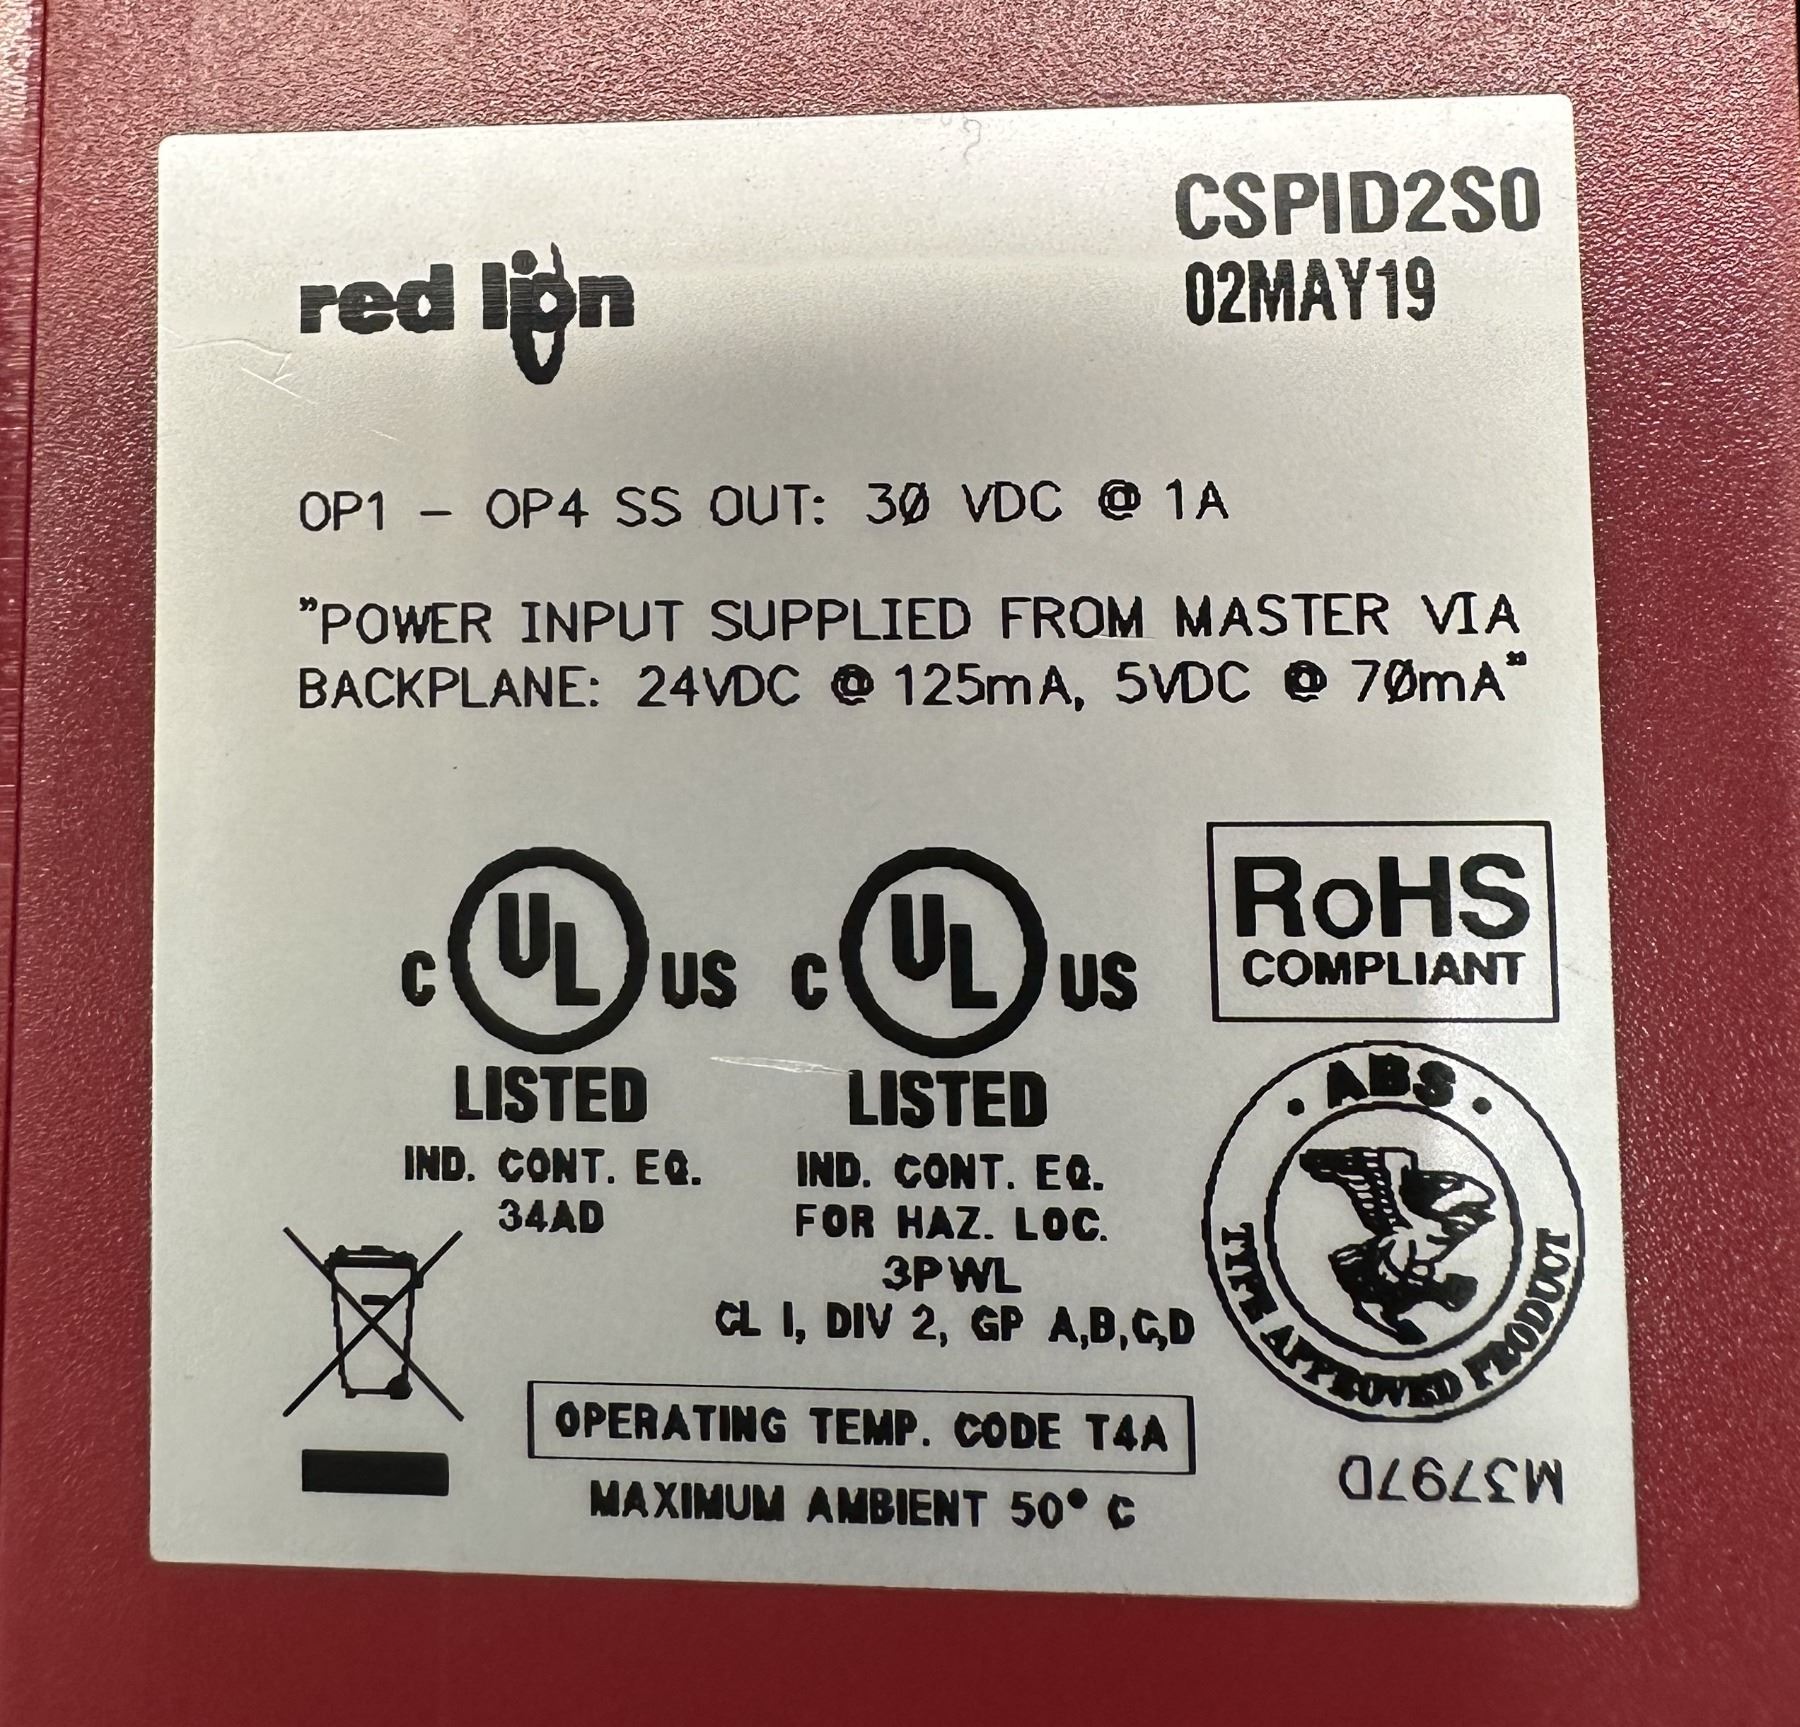 CSPID2S0
02MAY19
red lion
OP1 - OP4 SS OUT: 30 VDC @ 1A
"POWER INPUT SUPPLIED FROM MASTER VIA
BACKPLANE: 24VDC @ 125mA, 5VDC @ 70mA"
C UL US
LISTED
IND. CONT. EQ.
34AD
C UL US
LISTED
IND. CONT. EQ.
FOR HAZ. LOC.
3PWL
CL I, DIV 2, GP A,B,C,D
RoHS
COMPLIANT
· ABS ·
TYPE APPROVED PRODUCT
OPERATING TEMP. CODE T4A
MAXIMUM AMBIENT 50° C
M3797D